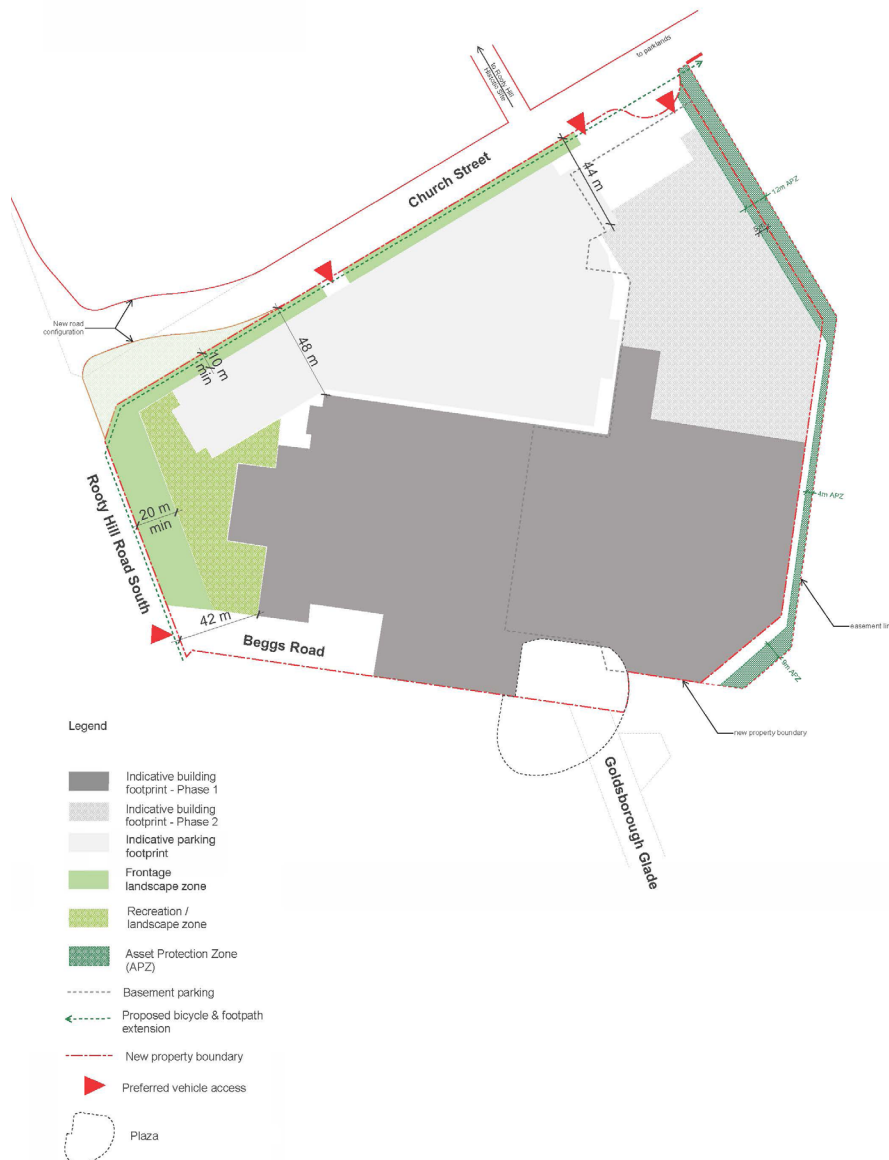 to parklands
to Rooty Hill
Historic Site
Church Street
44 m
12m APZ
New road
configuration
48 m
10 m
min
20 m
min
Rooty Hill Road South
4m APZ
42 m
Beggs Road
easement lin
9m APZ
new property boundary
Goldsborough Glade
Legend
Indicative building
footprint - Phase 1
Indicative building
footprint - Phase 2
Indicative parking
footprint
Frontage
landscape zone
Recreation /
landscape zone
Asset Protection Zone
(APZ)
Basement parking
Proposed bicycle & footpath
extension
New property boundary
Preferred vehicle access
Plaza